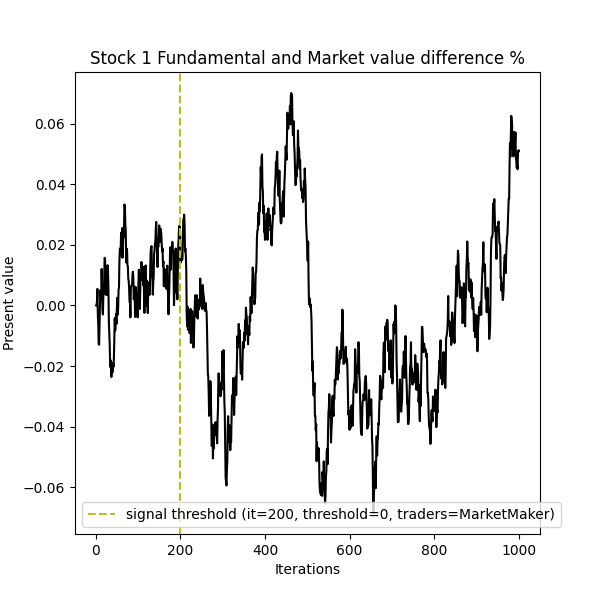 Stock 1 Fundamental and Market value difference %
0.06
0.04
0.02
0.00
−0.02
−0.04
−0.06
Present value
signal threshold (it=200, threshold=0, traders=MarketMaker)
0 200 400 600 800 1000
Iterations